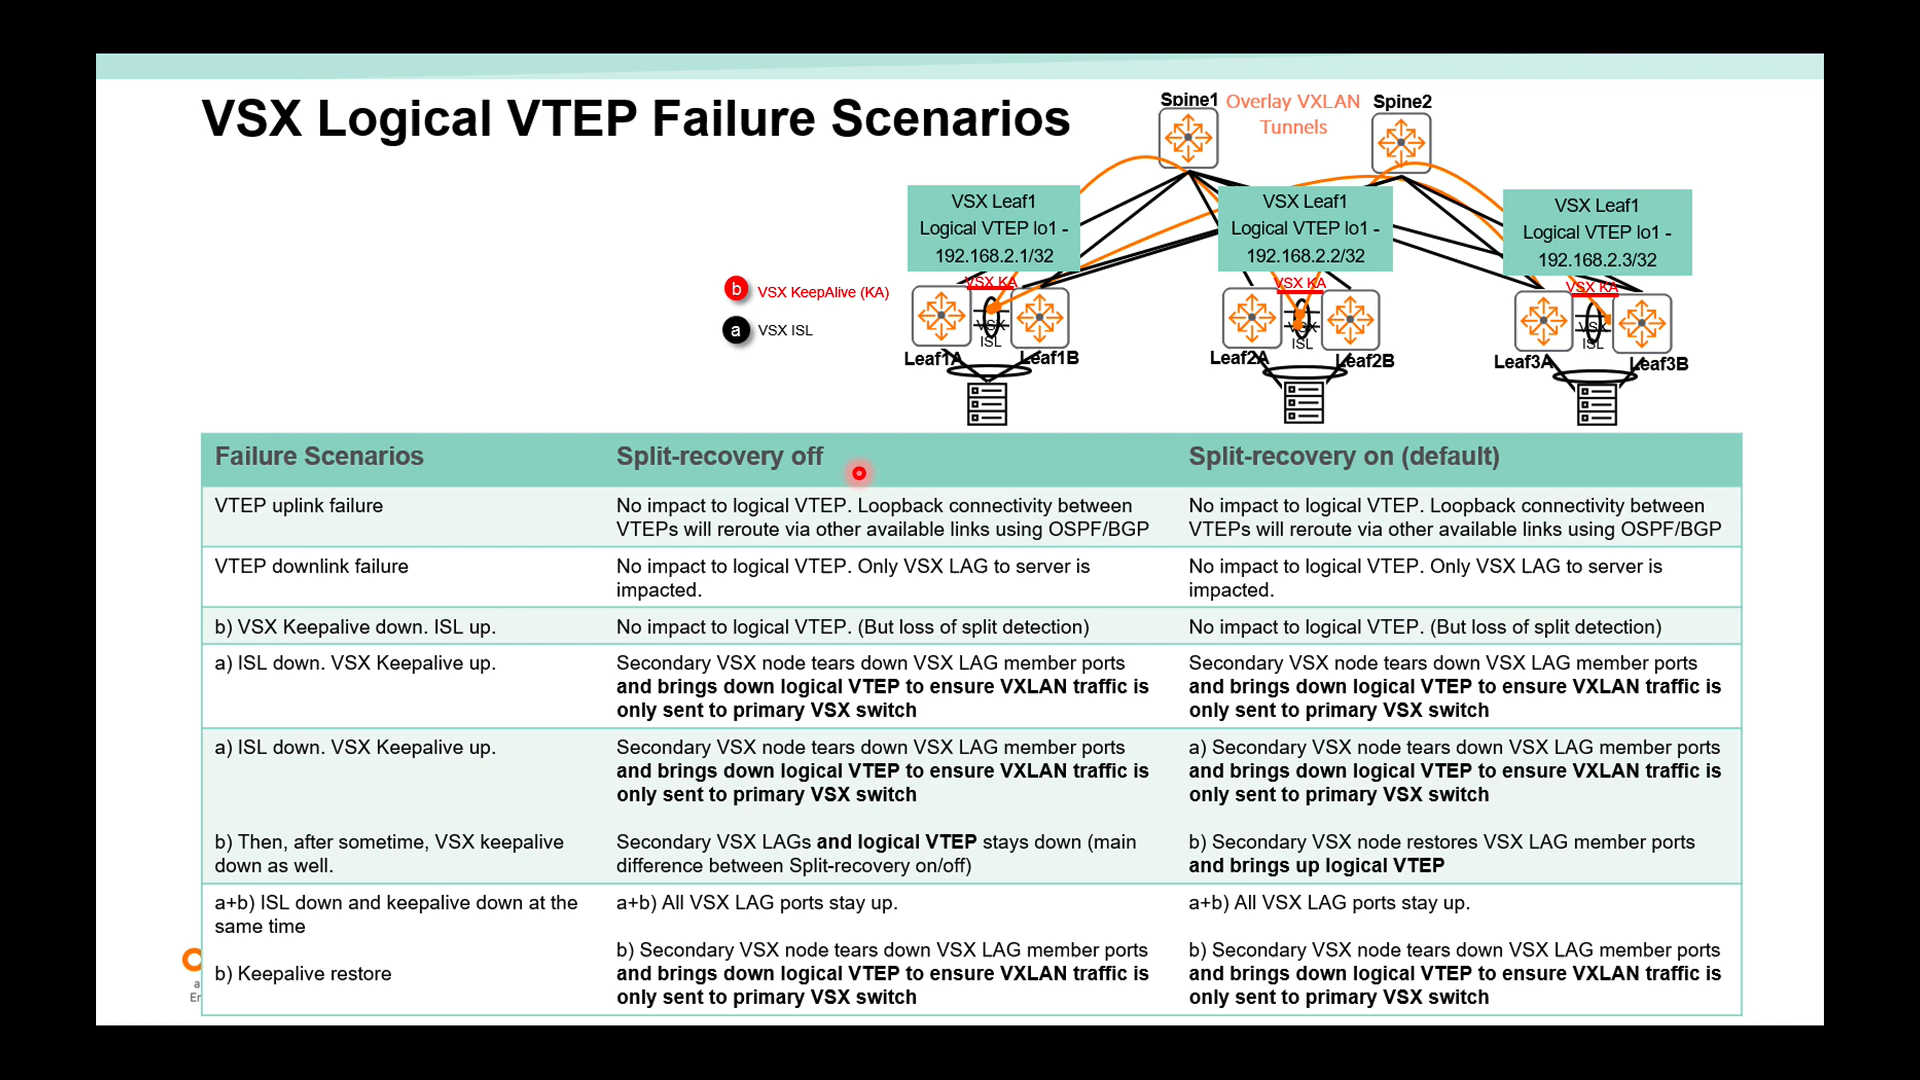 VSX Logical VTEP Failure Scenarios
Spine1
Overlay VXLAN
Tunnels
Spine2
VSX Leaf1
Logical VTEP lo1 -
192.168.2.1/32
VSX Leaf1
Logical VTEP lo1 -
192.168.2.2/32
VSX Leaf1
Logical VTEP lo1 -
192.168.2.3/32
b VSX KeepAlive (KA)
a VSX ISL
VSX KA
VSX
ISL
Leaf1A
Leaf1B
VSX KA
VSX
ISL
Leaf2A
Leaf2B
VSX KA
VSX
ISL
Leaf3A
Leaf3B
Failure Scenarios
Split-recovery off
Split-recovery on (default)
VTEP uplink failure
No impact to logical VTEP. Loopback connectivity between
VTEPs will reroute via other available links using OSPF/BGP
No impact to logical VTEP. Loopback connectivity between
VTEPs will reroute via other available links using OSPF/BGP
VTEP downlink failure
No impact to logical VTEP. Only VSX LAG to server is
impacted.
No impact to logical VTEP. Only VSX LAG to server is
impacted.
b) VSX Keepalive down. ISL up.
No impact to logical VTEP. (But loss of split detection)
No impact to logical VTEP. (But loss of split detection)
a) ISL down. VSX Keepalive up.
Secondary VSX node tears down VSX LAG member ports
and brings down logical VTEP to ensure VXLAN traffic is
only sent to primary VSX switch
Secondary VSX node tears down VSX LAG member ports
and brings down logical VTEP to ensure VXLAN traffic is
only sent to primary VSX switch
a) ISL down. VSX Keepalive up.
b) Then, after sometime, VSX keepalive
down as well.
Secondary VSX node tears down VSX LAG member ports
and brings down logical VTEP to ensure VXLAN traffic is
only sent to primary VSX switch
Secondary VSX LAGs and logical VTEP stays down (main
difference between Split-recovery on/off)
a) Secondary VSX node tears down VSX LAG member ports
and brings down logical VTEP to ensure VXLAN traffic is
only sent to primary VSX switch
b) Secondary VSX node restores VSX LAG member ports
and brings up logical VTEP
a+b) ISL down and keepalive down at the
same time
b) Keepalive restore
a+b) All VSX LAG ports stay up.
b) Secondary VSX node tears down VSX LAG member ports
and brings down logical VTEP to ensure VXLAN traffic is
only sent to primary VSX switch
a+b) All VSX LAG ports stay up.
b) Secondary VSX node tears down VSX LAG member ports
and brings down logical VTEP to ensure VXLAN traffic is
only sent to primary VSX switch